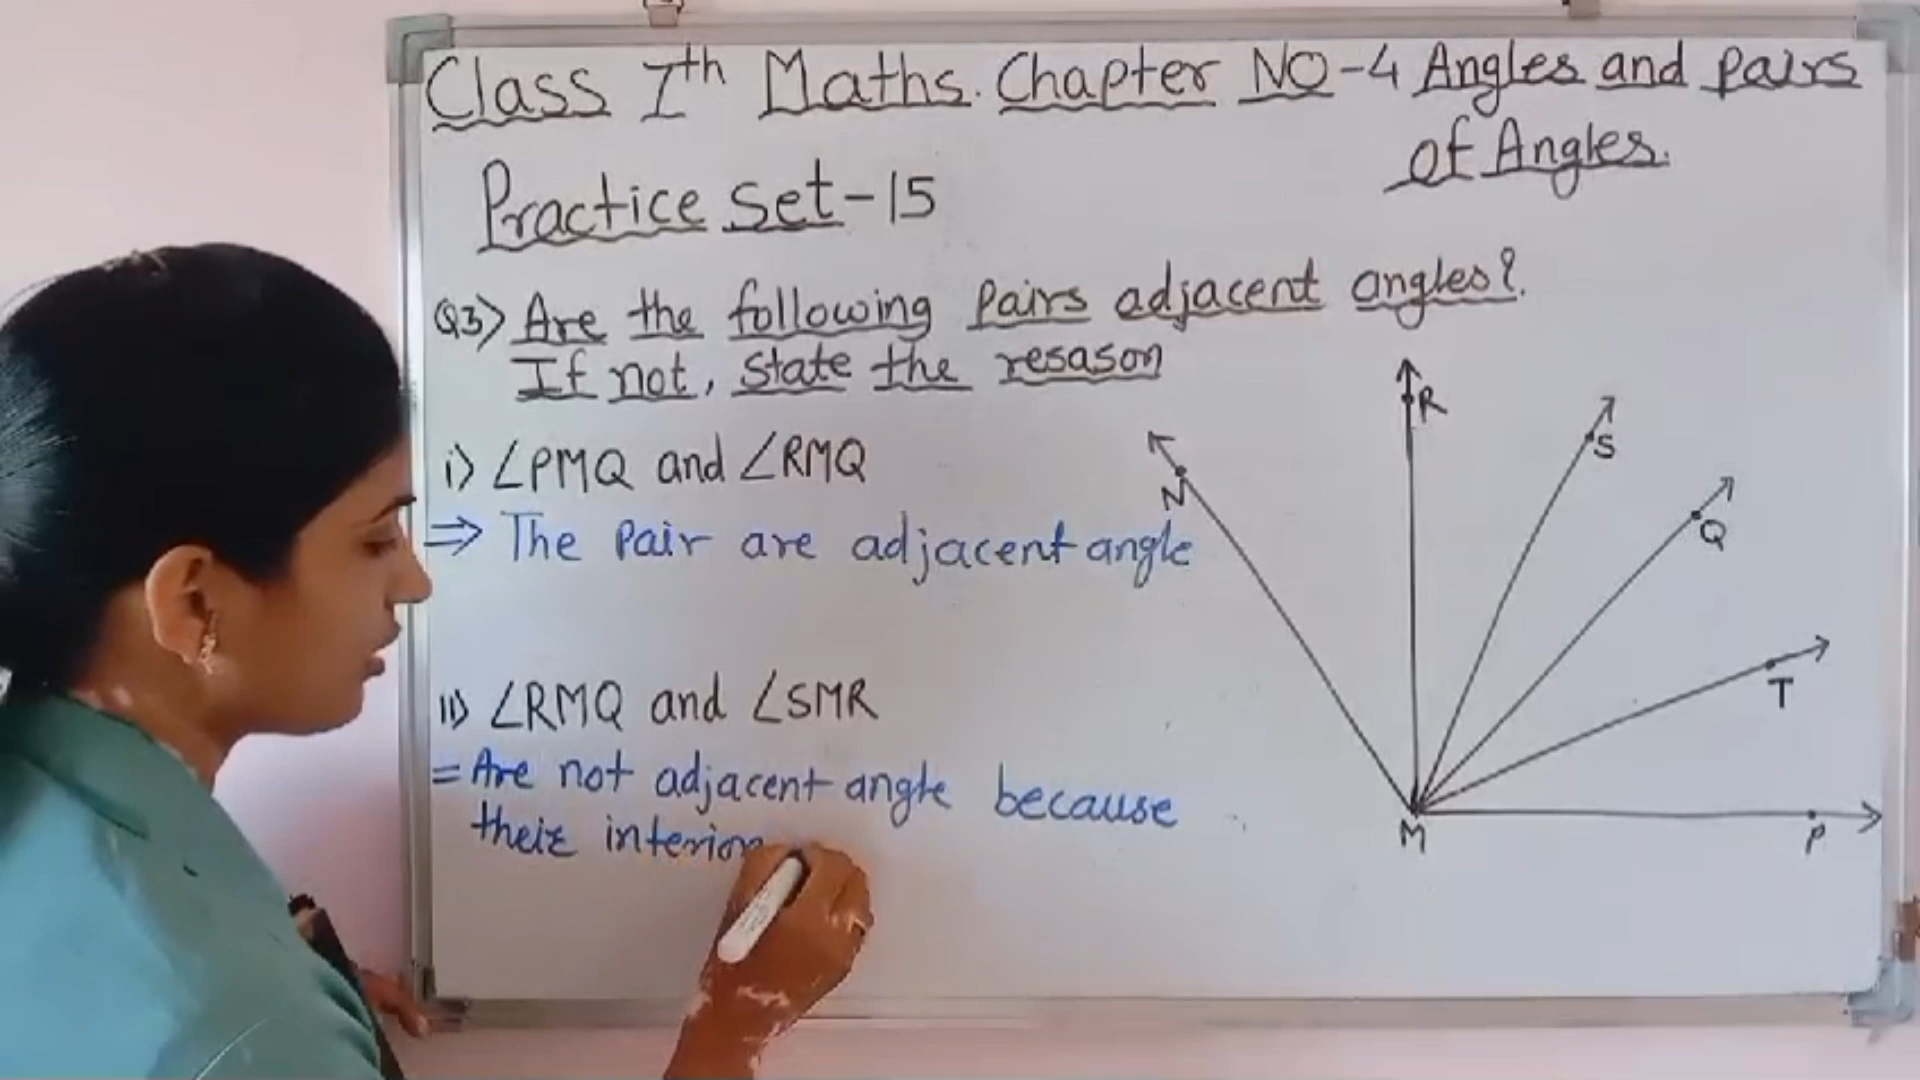 Class Ith Maths. Chapter NO-4 Angles and pairs
of Angles.
Practice Set-15
Q3) Are the following pairs adjacent angles?
If not, state the resason
i) ∠PMQ and ∠RMQ
⇒ The pair are adjacent angle
ii) ∠RMQ and ∠SMR
= Are not adjacent angle because
their interior
R
S
N
Q
T
M
P